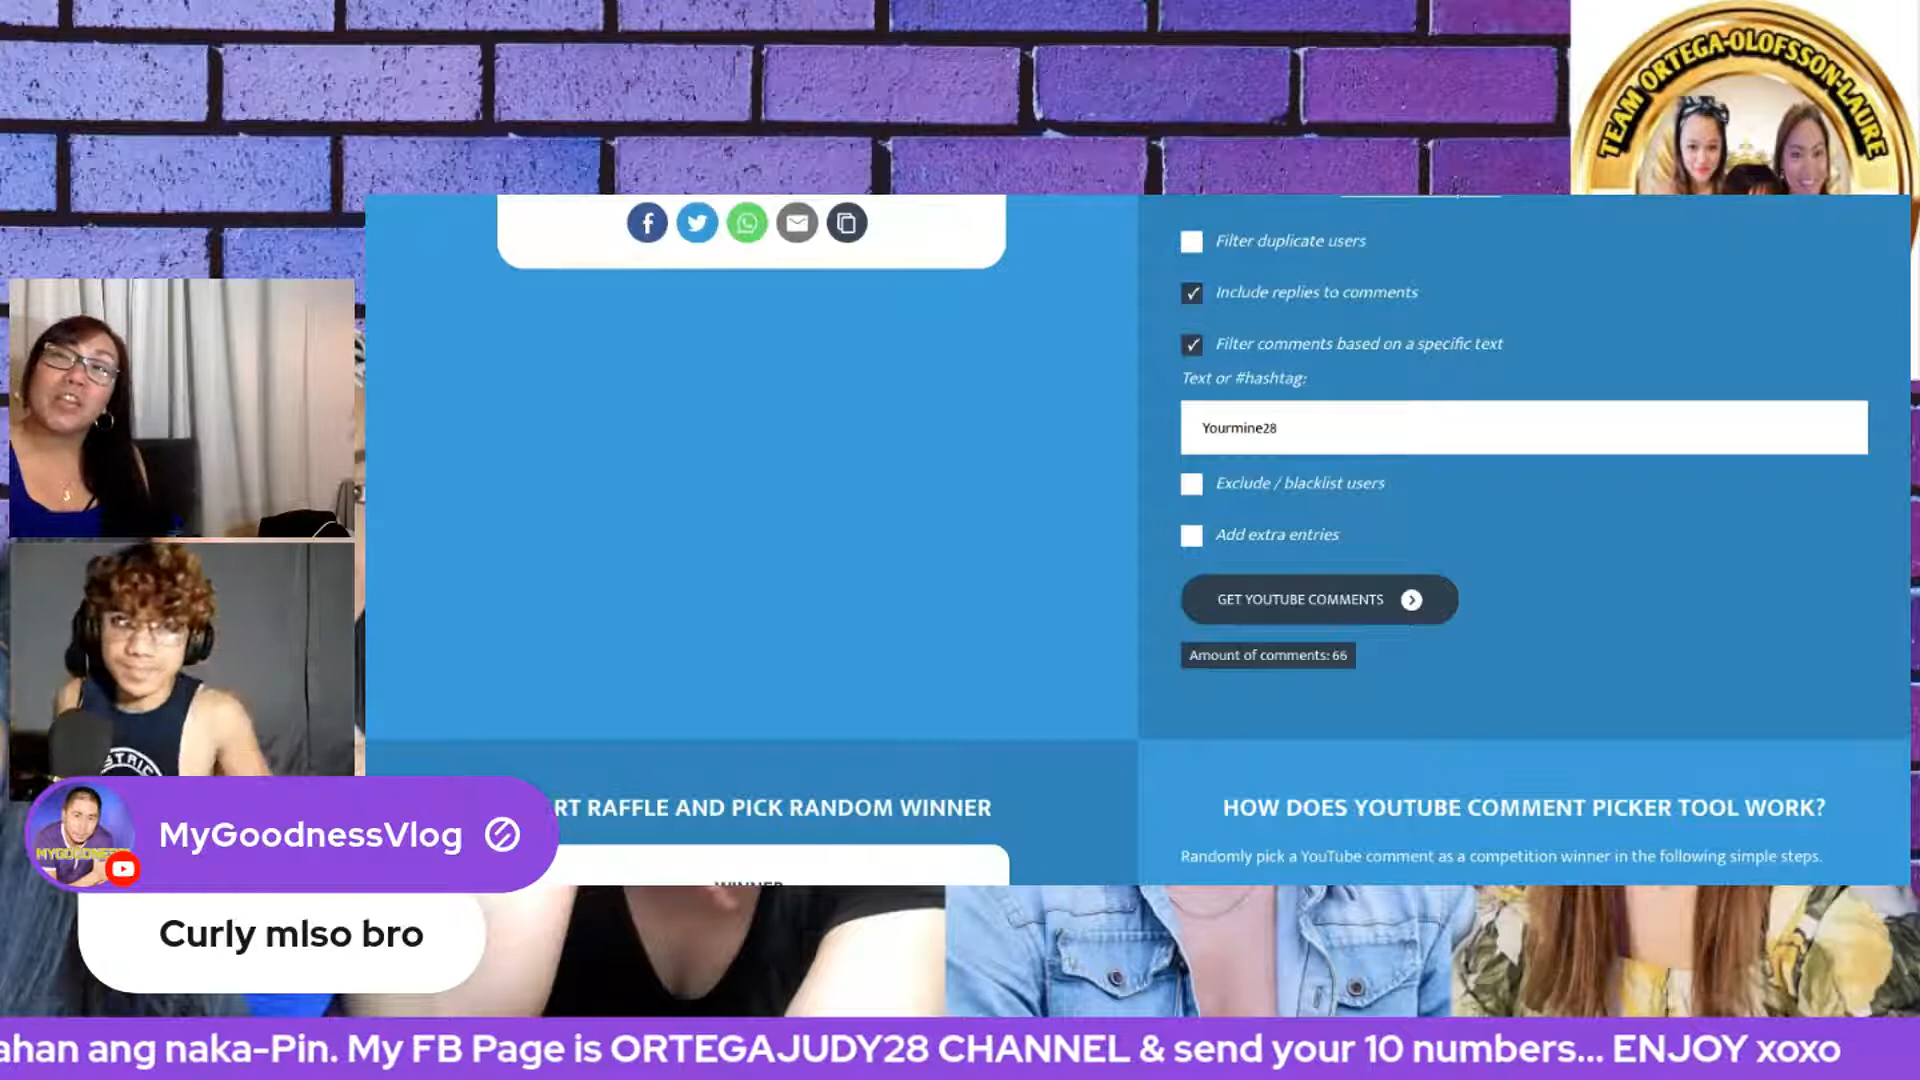 TEAM ORTEGA-OLOFSSON-LAURE
Filter duplicate users
Include replies to comments
Filter comments based on a specific text
Text or #hashtag:
Yourmine28
Exclude / blacklist users
Add extra entries
GET YOUTUBE COMMENTS
Amount of comments: 66
RT RAFFLE AND PICK RANDOM WINNER
WINNER
HOW DOES YOUTUBE COMMENT PICKER TOOL WORK?
Randomly pick a YouTube comment as a competition winner in the following simple steps.
MyGoodnessVlog
Curly mlso bro
ahan ang naka-Pin. My FB Page is ORTEGAJUDY28 CHANNEL & send your 10 numbers... ENJOY xoxo